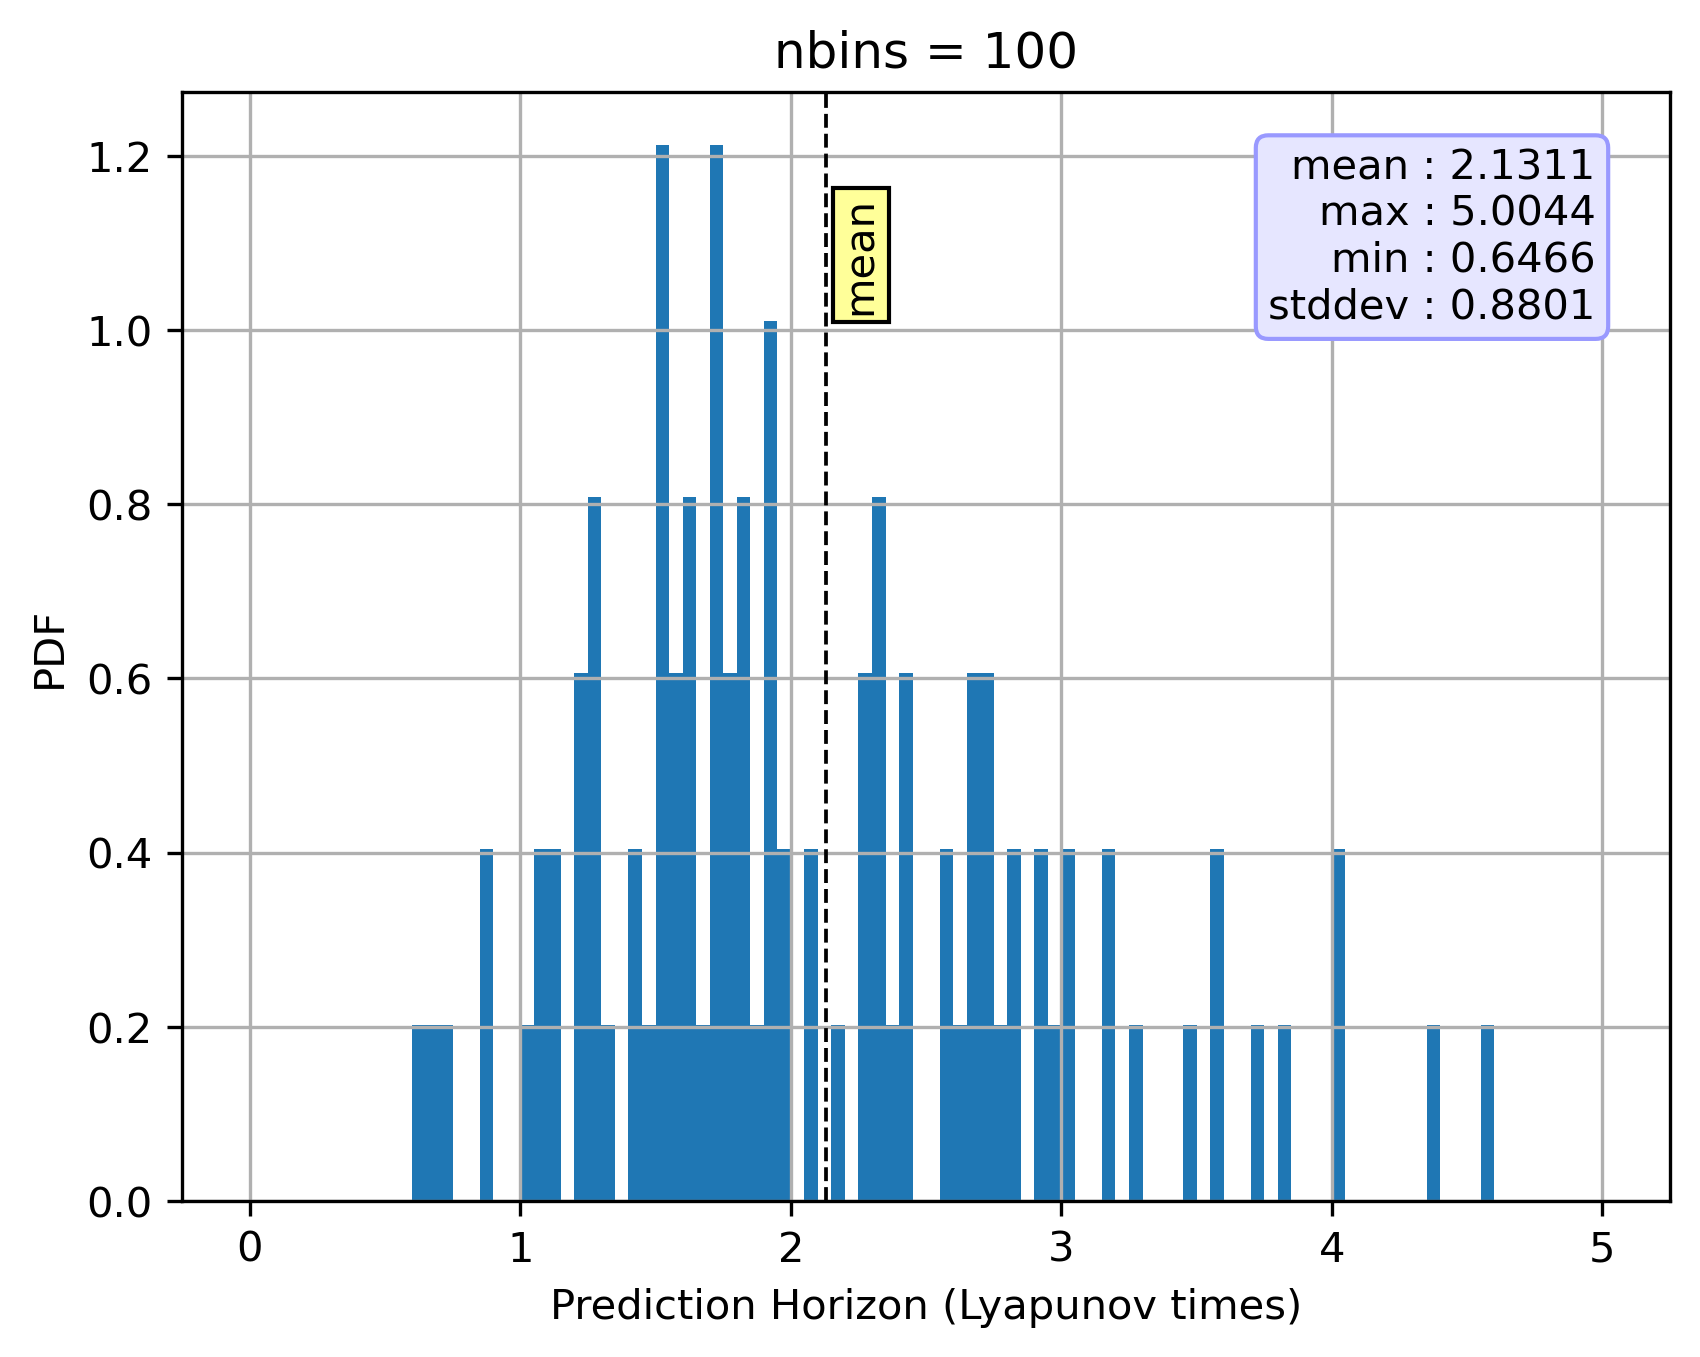 nbins = 100
mean : 2.1311
max : 5.0044
min : 0.6466
stddev : 0.8801
mean
PDF
1.2
1.0
0.8
0.6
0.4
0.2
0.0
0 1 2 3 4 5
Prediction Horizon (Lyapunov times)